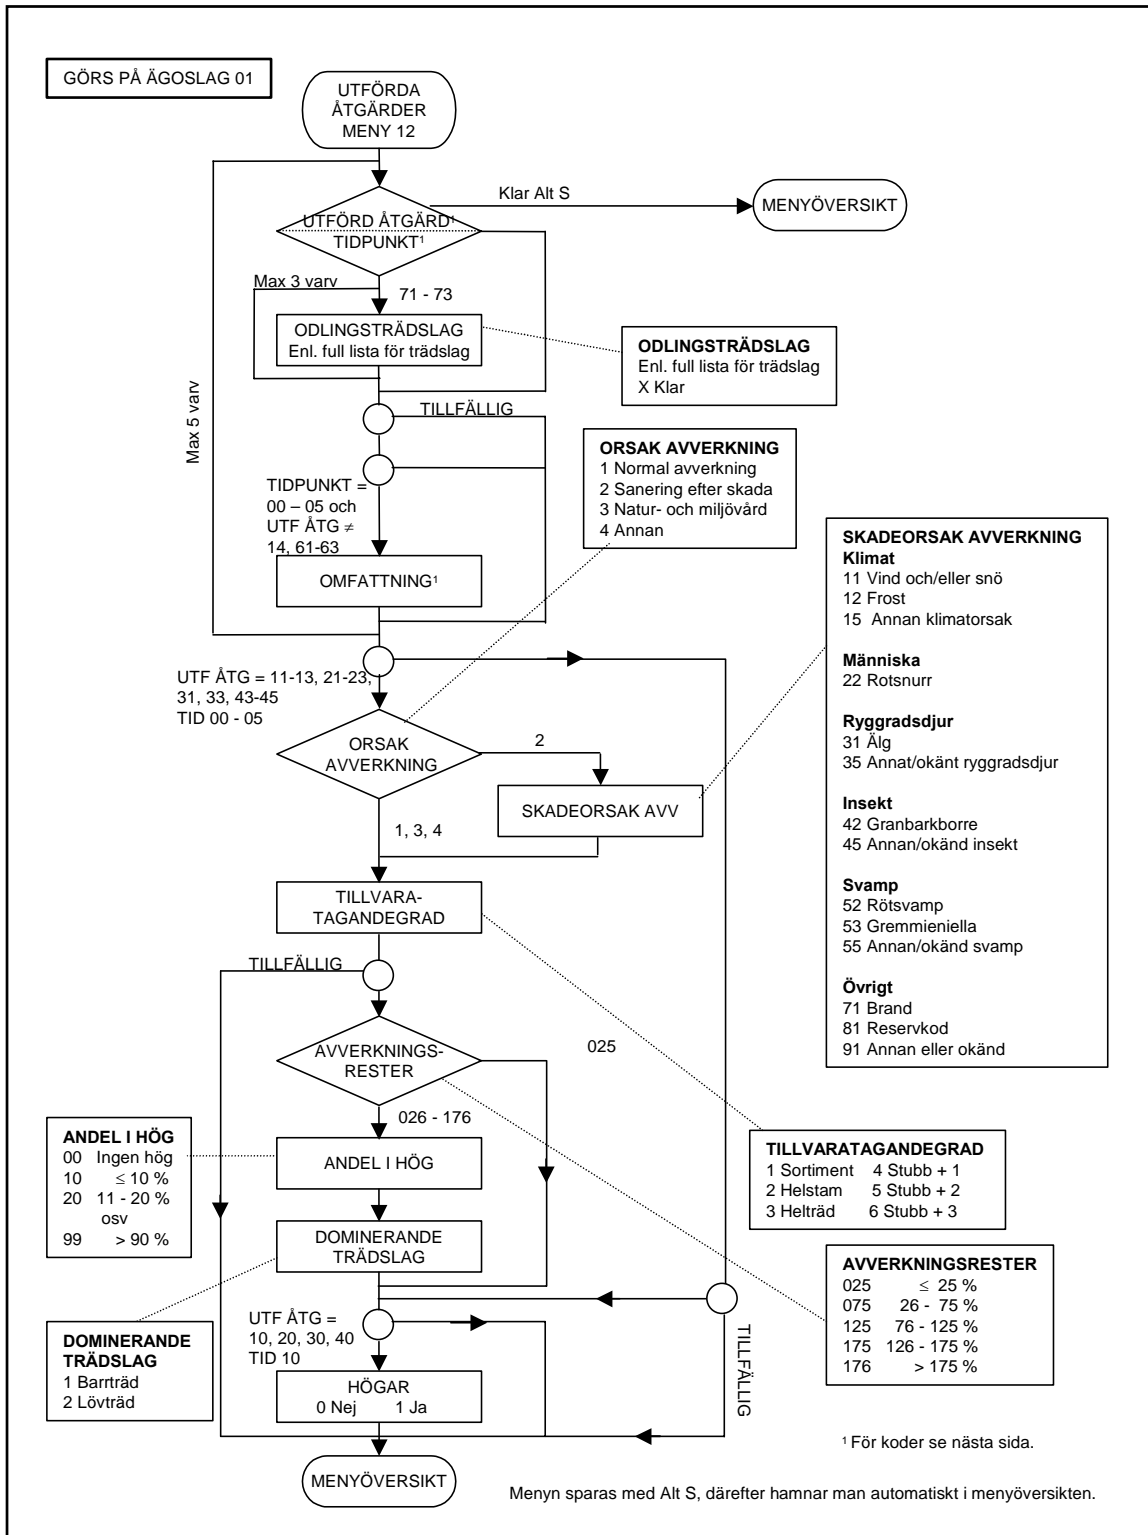 GÖRS PÅ ÄGOSLAG 01
UTFÖRDA
ÅTGÄRDER
MENY 12
Klar Alt S
MENYÖVERSIKT
UTFÖRD ÅTGÄRD¹
TIDPUNKT¹
Max 3 varv
71 - 73
ODLINGSTRÄDSLAG
Enl. full lista för trädslag
ODLINGSTRÄDSLAG
Enl. full lista för trädslag
X Klar
Max 5 varv
TILLFÄLLIG
TIDPUNKT =
00 – 05 och
UTF ÅTG ≠
14, 61-63
OMFATTNING¹
ORSAK AVVERKNING
1 Normal avverkning
2 Sanering efter skada
3 Natur- och miljövård
4 Annan
SKADEORSAK AVVERKNING
Klimat
11 Vind och/eller snö
12 Frost
15 Annan klimatorsak
Människa
22 Rotsnurr
Ryggradsdjur
31 Älg
35 Annat/okänt ryggradsdjur
Insekt
42 Granbarkborre
45 Annan/okänd insekt
Svamp
52 Rötsvamp
53 Gremmieniella
55 Annan/okänd svamp
Övrigt
71 Brand
81 Reservkod
91 Annan eller okänd
UTF ÅTG = 11-13, 21-23,
31, 33, 43-45
TID 00 - 05
ORSAK
AVVERKNING
2
SKADEORSAK AVV
1, 3, 4
TILLVARA-
TAGANDEGRAD
TILLFÄLLIG
AVVERKNINGS-
RESTER
025
026 - 176
ANDEL I HÖG
00 Ingen hög
10 ≤ 10 %
20 11 - 20 %
osv
99 > 90 %
ANDEL I HÖG
TILLVARATAGANDEGRAD
1 Sortiment 4 Stubb + 1
2 Helstam 5 Stubb + 2
3 Helträd 6 Stubb + 3
DOMINERANDE
TRÄDSLAG
AVVERKNINGSRESTER
025 ≤ 25 %
075 26 - 75 %
125 76 - 125 %
175 126 - 175 %
176 > 175 %
DOMINERANDE
TRÄDSLAG
1 Barrträd
2 Lövträd
UTF ÅTG =
10, 20, 30, 40
TID 10
HÖGAR
0 Nej 1 Ja
TILLFÄLLIG
MENYÖVERSIKT
¹ För koder se nästa sida.
Menyn sparas med Alt S, därefter hamnar man automatiskt i menyöversikten.